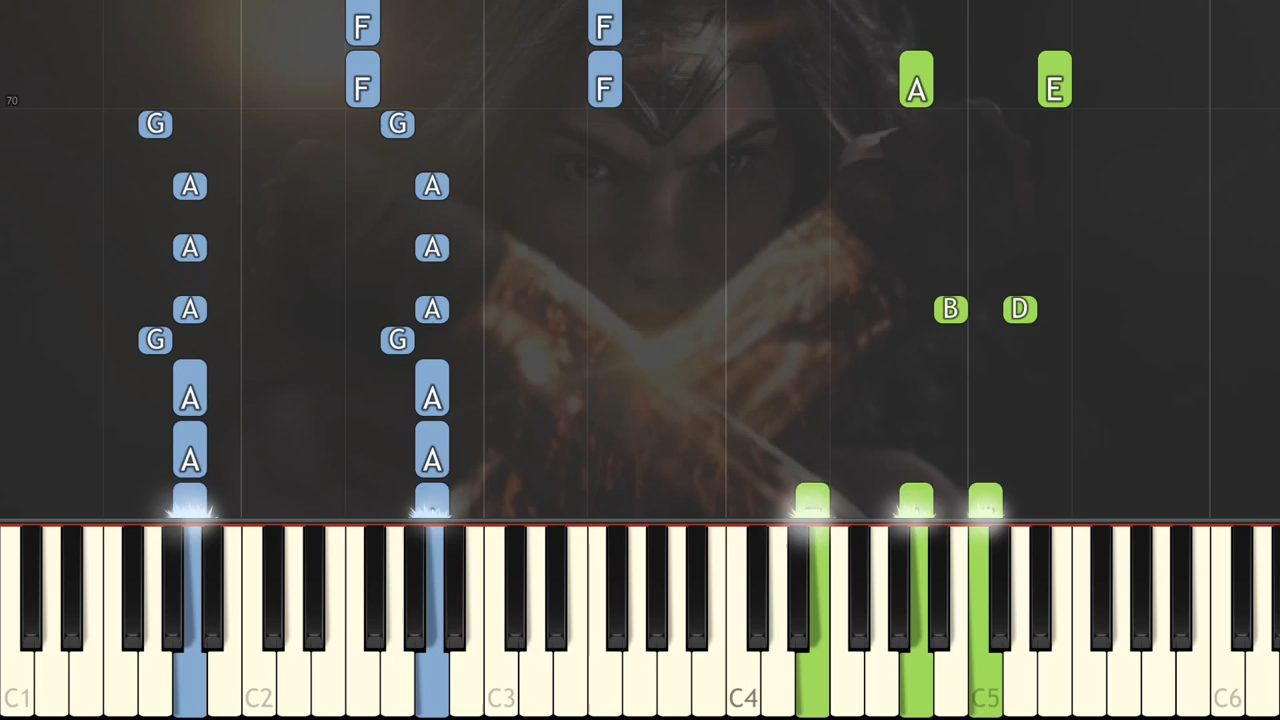 F F
F F A E
70
G G
A A
A A
A A B D
G G
A A
A A
C1 C2 C3 C4 C5 C6